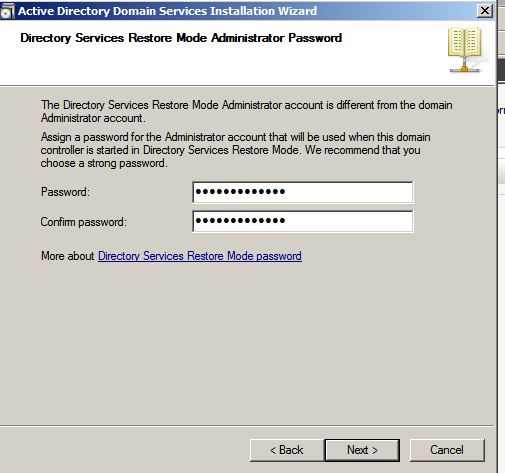 Active Directory Domain Services Installation Wizard
Directory Services Restore Mode Administrator Password
The Directory Services Restore Mode Administrator account is different from the domain
Administrator account.
Assign a password for the Administrator account that will be used when this domain
controller is started in Directory Services Restore Mode. We recommend that you
choose a strong password.
Password: •••••••••••••
Confirm password: •••••••••••••
More about Directory Services Restore Mode password
< Back Next > Cancel